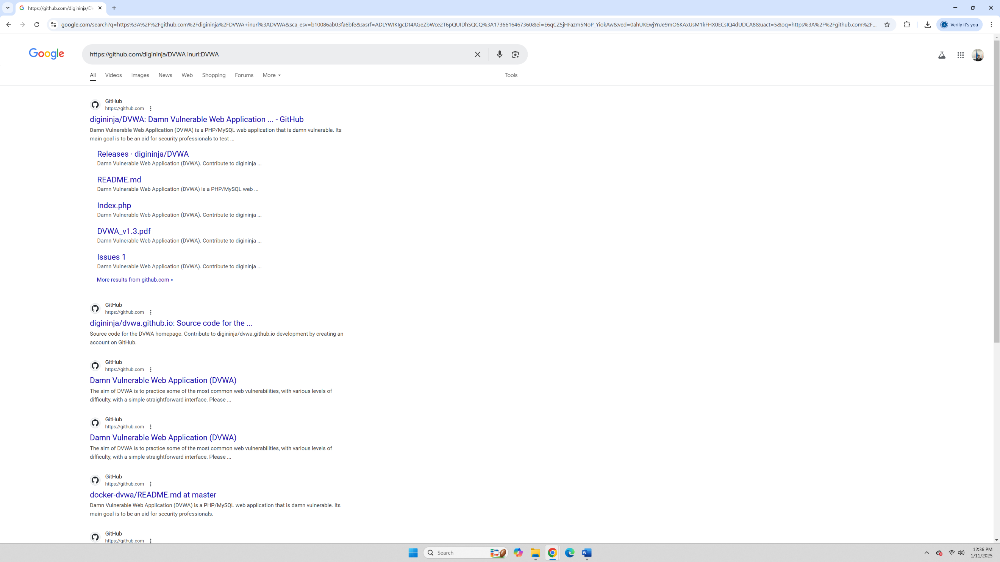 https://github.com/digininja/DV
google.com/search?q=https%3A%2F%2Fgithub.com%2Fdigininja%2FDVWA+inurl%3ADVWA&sca_esv=b10086ab03fa6bfe&sxsrf=ADLYWIKIgcDt4AGeZbWce2T6pQUIDhSQCQ%3A1736616467360&ei=E6qCZ5jHFazm5NoP_YiokAw&ved=0ahUKEwjYnJe9mO6KAxUsM1kFHX0ECsIQ4dUDCA8&uact=5&oq=https%3A%2F%2Fgithub.com%2F...
Verify it's you
Google
https://github.com/digininja/DVWA inurl:DVWA
All Videos Images News Web Shopping Forums More Tools
GitHub
https://github.com
digininja/DVWA: Damn Vulnerable Web Application ... - GitHub
Damn Vulnerable Web Application (DVWA) is a PHP/MySQL web application that is damn vulnerable. Its
main goal is to be an aid for security professionals to test ...
Releases · digininja/DVWA
Damn Vulnerable Web Application (DVWA). Contribute to digininja ...
README.md
Damn Vulnerable Web Application (DVWA) is a PHP/MySQL web ...
Index.php
Damn Vulnerable Web Application (DVWA). Contribute to digininja ...
DVWA_v1.3.pdf
Damn Vulnerable Web Application (DVWA). Contribute to digininja ...
Issues 1
Damn Vulnerable Web Application (DVWA). Contribute to digininja ...
More results from github.com »
GitHub
https://github.com
digininja/dvwa.github.io: Source code for the ...
Source code for the DVWA homepage. Contribute to digininja/dvwa.github.io development by creating an
account on GitHub.
GitHub
https://github.com
Damn Vulnerable Web Application (DVWA)
The aim of DVWA is to practice some of the most common web vulnerabilities, with various levels of
difficulty, with a simple straightforward interface. Please ...
GitHub
https://github.com
Damn Vulnerable Web Application (DVWA)
The aim of DVWA is to practice some of the most common web vulnerabilities, with various levels of
difficulty, with a simple straightforward interface. Please ...
GitHub
https://github.com
docker-dvwa/README.md at master
Damn Vulnerable Web Application (DVWA) is a PHP/MySQL web application that is damn vulnerable. Its
main goal is to be an aid for security professionals.
GitHub
https://github.com
Search
12:36 PM
1/11/2025